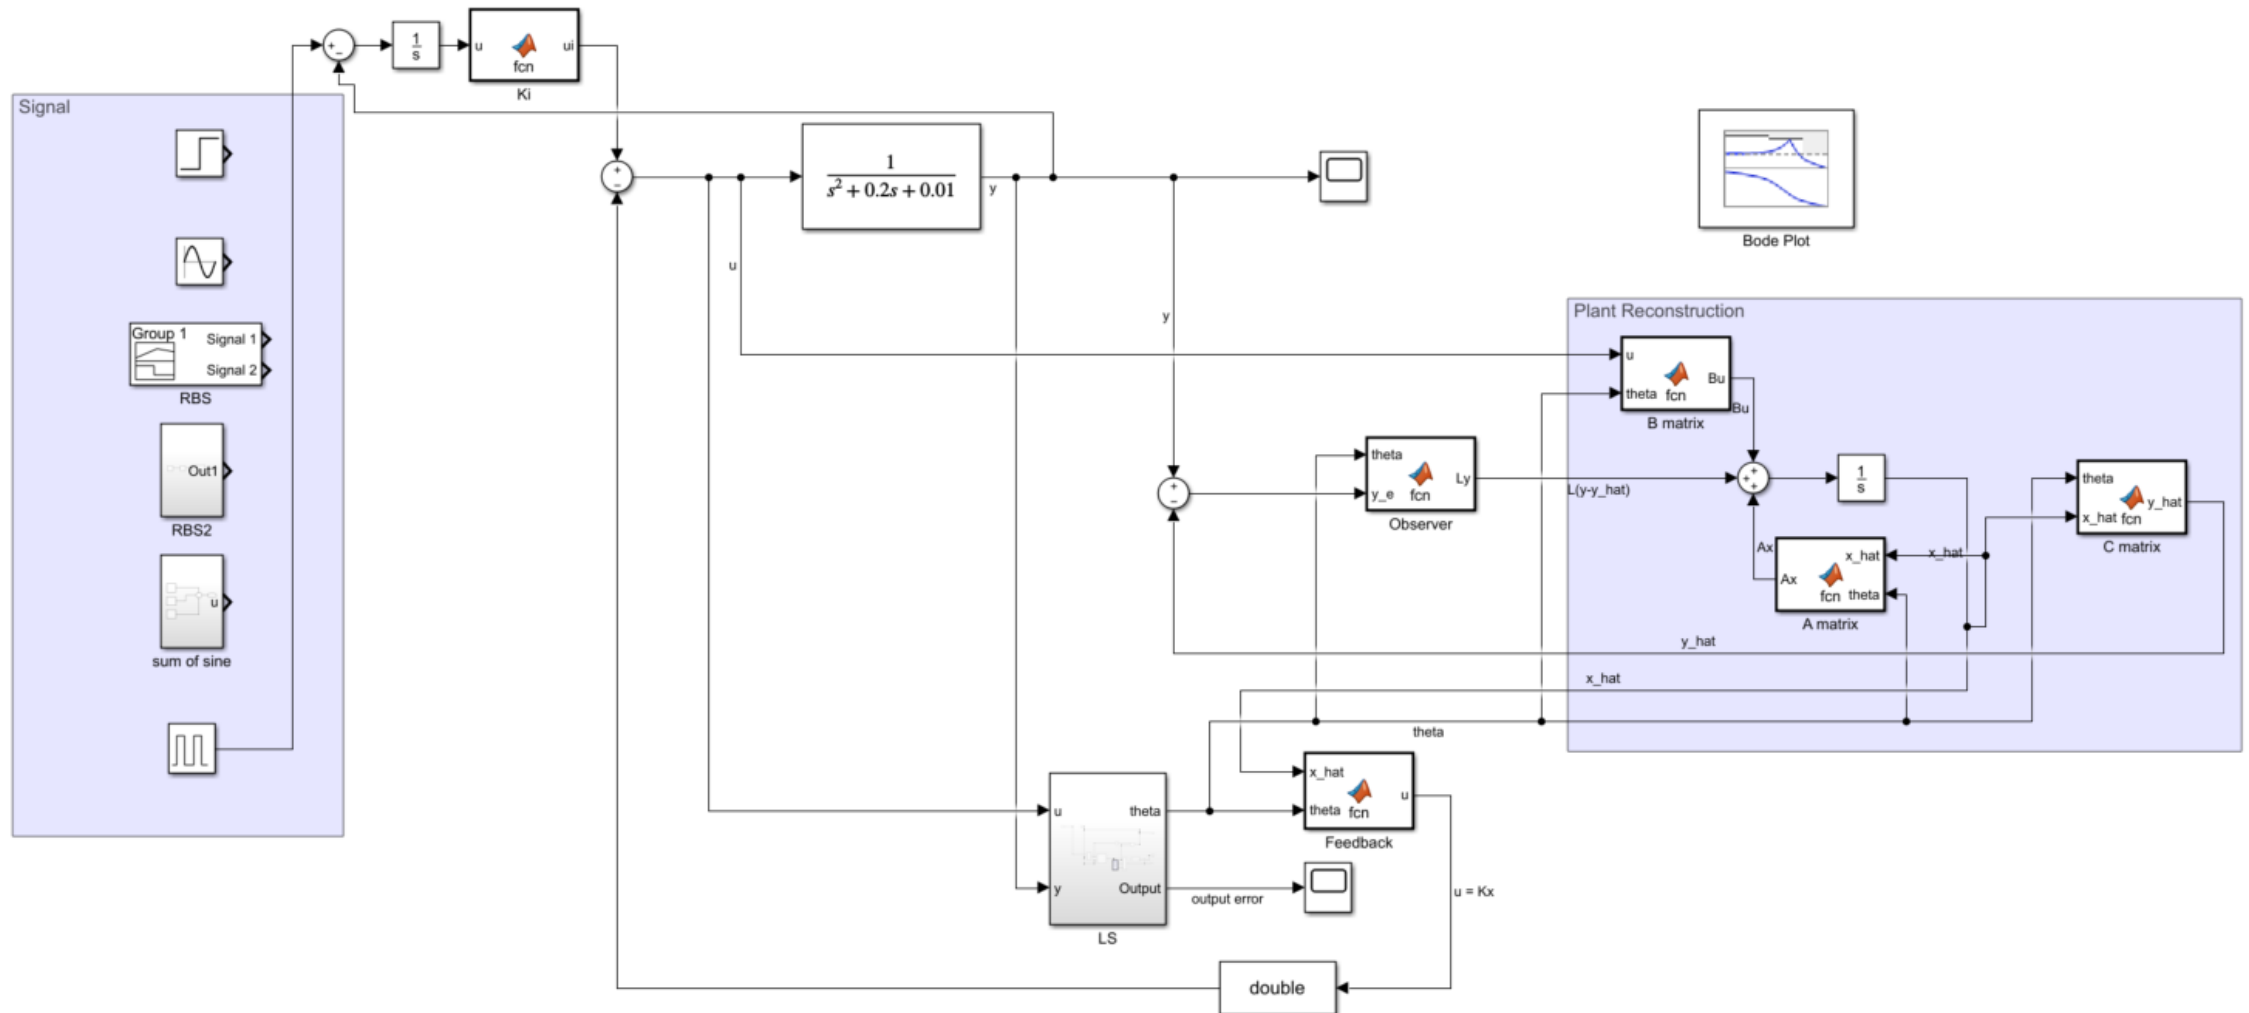 +
−
1
s
u
ui
fcn
Ki
Signal
1
s² + 0.2s + 0.01
y
+
−
u
y
Bode Plot
Group 1
Signal 1
Signal 2
RBS
Out1
RBS2
u
sum of sine
Plant Reconstruction
u
theta
fcn
Bu
Bu
B matrix
theta
y_e
fcn
Ly
Observer
+
−
L(y-y_hat)
+
+
+
1
s
theta
x_hat
fcn
y_hat
C matrix
Ax
Ax
x_hat
fcn
theta
x_hat
A matrix
y_hat
x_hat
theta
u
y
theta
Output
LS
x_hat
theta
fcn
u
Feedback
output error
u = Kx
double